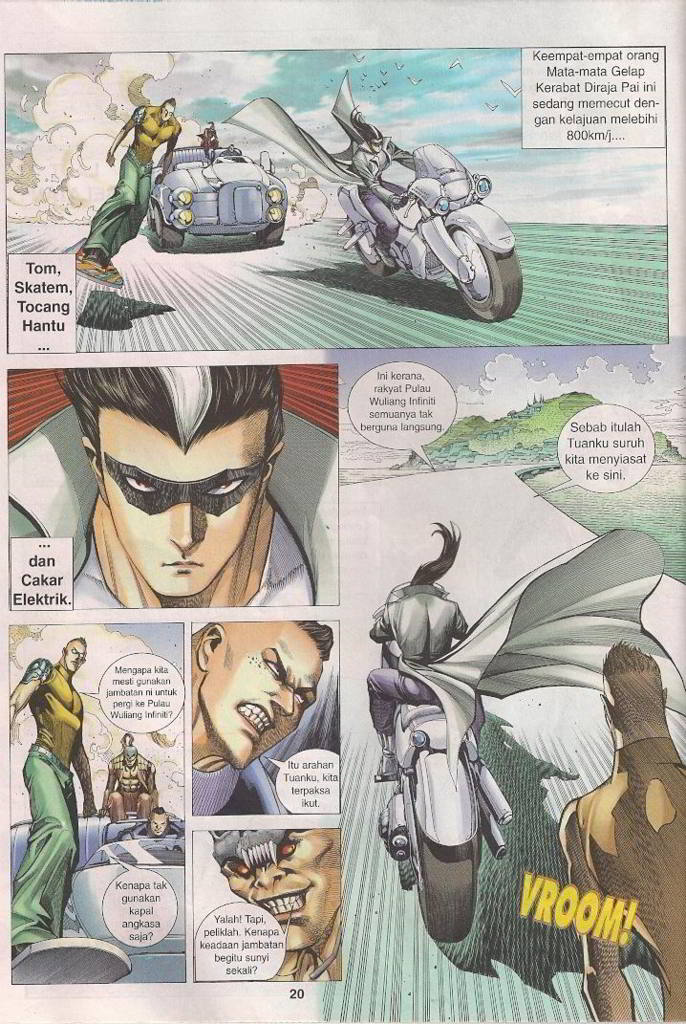 Keempat-empat orang
Mata-mata Gelap
Kerabat Diraja Pai ini
sedang memecut den-
gan kelajuan melebihi
800km/j....
Tom,
Skatem,
Tocang
Hantu
...
...
dan
Cakar
Elektrik.
Ini kerana,
rakyat Pulau
Wuliang Infiniti
semuanya tak
berguna langsung.
Sebab itulah
Tuanku suruh
kita menyiasat
ke sini.
Mengapa kita
mesti gunakan
jambatan ni untuk
pergi ke Pulau
Wuliang Infiniti?
Itu arahan
Tuanku, kita
terpaksa
ikut.
Kenapa tak
gunakan
kapal
angkasa
saja?
Yalah! Tapi,
peliklah. Kenapa
keadaan jambatan
begitu sunyi
sekali?
VROOM!
20